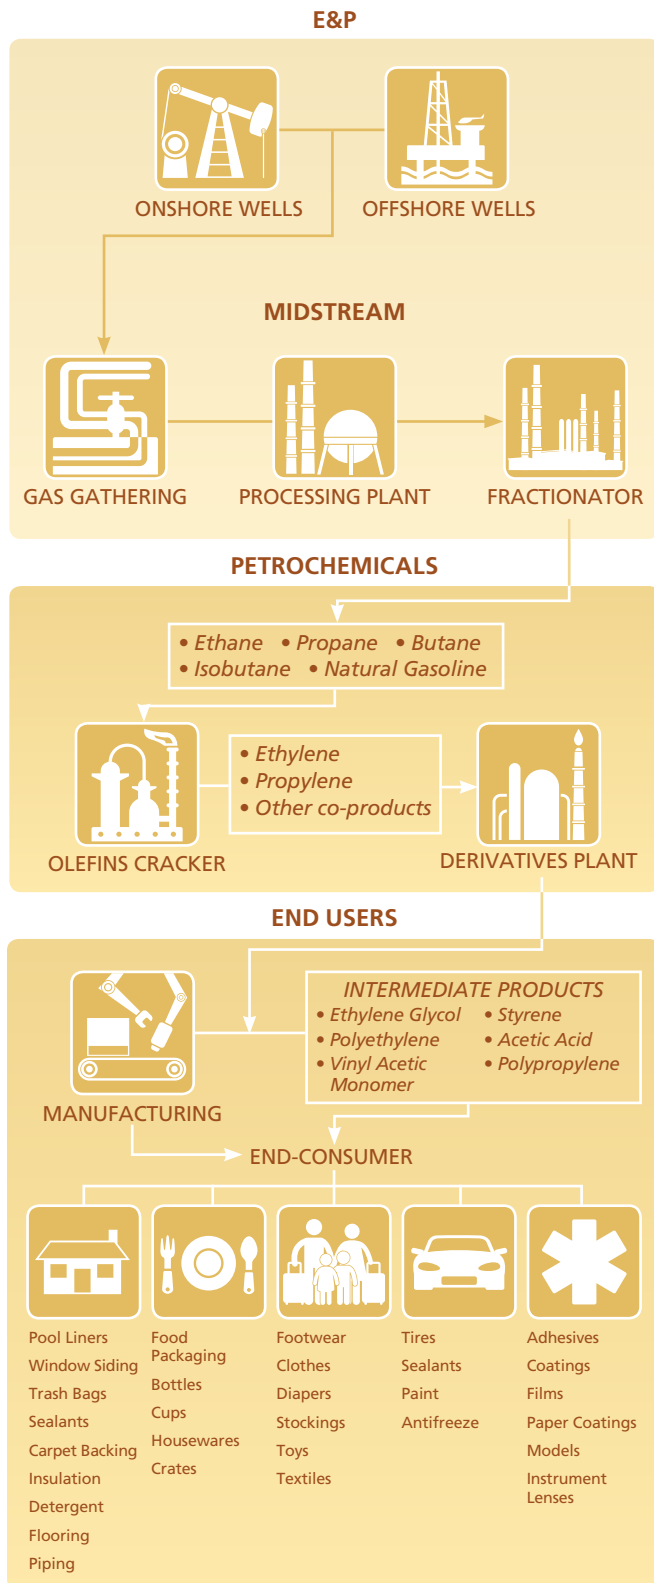 E&P
ONSHORE WELLS
OFFSHORE WELLS
MIDSTREAM
GAS GATHERING
PROCESSING PLANT
FRACTIONATOR
PETROCHEMICALS
• Ethane • Propane • Butane
• Isobutane • Natural Gasoline
• Ethylene
• Propylene
• Other co-products
OLEFINS CRACKER
DERIVATIVES PLANT
END USERS
INTERMEDIATE PRODUCTS
• Ethylene Glycol
• Polyethylene
• Vinyl Acetic
Monomer
• Styrene
• Acetic Acid
• Polypropylene
MANUFACTURING
END-CONSUMER
Pool Liners
Window Siding
Trash Bags
Sealants
Carpet Backing
Insulation
Detergent
Flooring
Piping
Food
Packaging
Bottles
Cups
Housewares
Crates
Footwear
Clothes
Diapers
Stockings
Toys
Textiles
Tires
Sealants
Paint
Antifreeze
Adhesives
Coatings
Films
Paper Coatings
Models
Instrument
Lenses